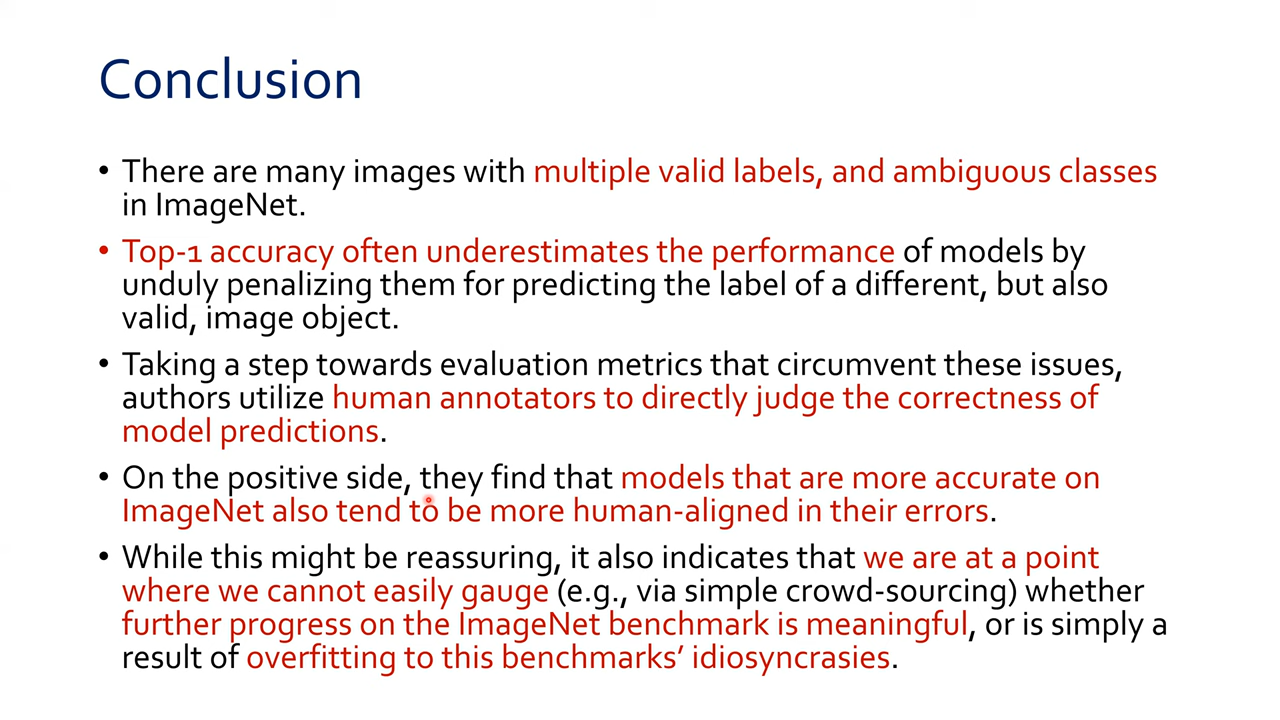 Conclusion
• There are many images with multiple valid labels, and ambiguous classes
in ImageNet.
• Top-1 accuracy often underestimates the performance of models by
unduly penalizing them for predicting the label of a different, but also
valid, image object.
• Taking a step towards evaluation metrics that circumvent these issues,
authors utilize human annotators to directly judge the correctness of
model predictions.
• On the positive side, they find that models that are more accurate on
ImageNet also tend to be more human-aligned in their errors.
• While this might be reassuring, it also indicates that we are at a point
where we cannot easily gauge (e.g., via simple crowd-sourcing) whether
further progress on the ImageNet benchmark is meaningful, or is simply a
result of overfitting to this benchmarks’ idiosyncrasies.